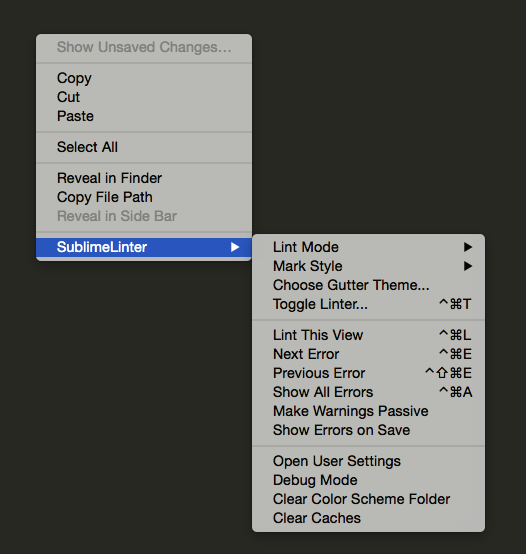 Show Unsaved Changes...
Copy
Cut
Paste
Select All
Reveal in Finder
Copy File Path
Reveal in Side Bar
SublimeLinter ▶
Lint Mode ▶
Mark Style ▶
Choose Gutter Theme...
Toggle Linter... ^⌘T
Lint This View ^⌘L
Next Error ^⌘E
Previous Error ^⇧⌘E
Show All Errors ^⌘A
Make Warnings Passive
Show Errors on Save
Open User Settings
Debug Mode
Clear Color Scheme Folder
Clear Caches